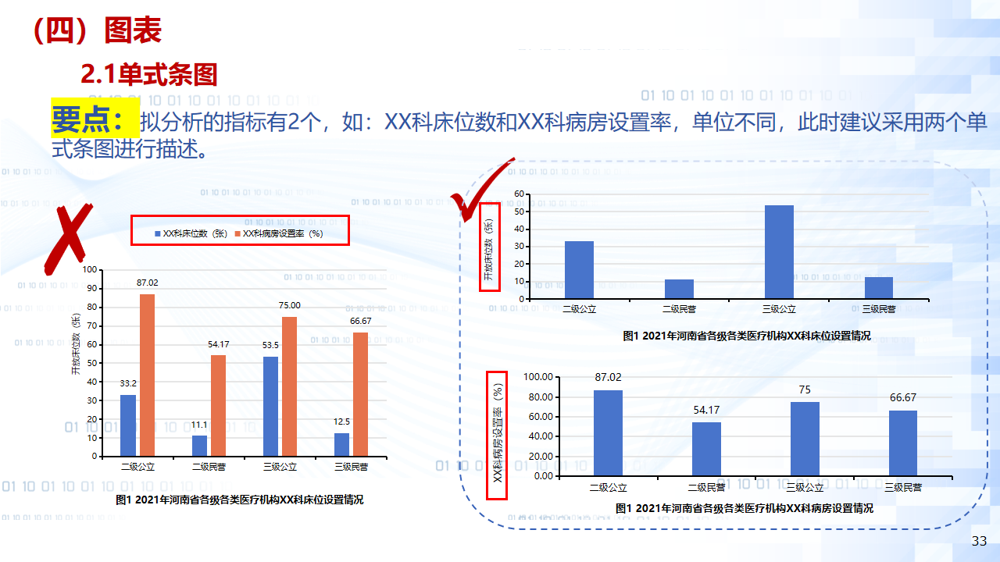 （四）图表
2.1单式条图
要点：拟分析的指标有2个，如：XX科床位数和XX科病房设置率，单位不同，此时建议采用两个单
式条图进行描述。
XX科床位数（张） XX科病房设置率（%）
开放床位数（张）
100
90
80
70
60
50
40
30
20
10
0
87.02
75.00
66.67
54.17
53.5
33.2
11.1
12.5
二级公立 二级民营 三级公立 三级民营
图1 2021年河南省各级各类医疗机构XX科床位设置情况
开放床位数（张）
60
50
40
30
20
10
0
二级公立 二级民营 三级公立 三级民营
图1 2021年河南省各级各类医疗机构XX科床位设置情况
XX科病房设置率（%）
100.00
80.00
60.00
40.00
20.00
0.00
87.02
54.17
75
66.67
二级公立 二级民营 三级公立 三级民营
图1 2021年河南省各级各类医疗机构XX科病房设置情况
33